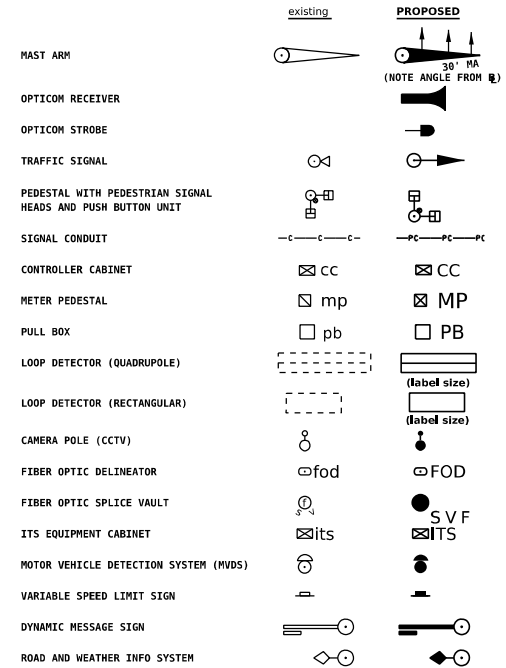 existing PROPOSED
MAST ARM 30' MA
(NOTE ANGLE FROM B)
OPTICOM RECEIVER
OPTICOM STROBE
TRAFFIC SIGNAL
PEDESTAL WITH PEDESTRIAN SIGNAL
HEADS AND PUSH BUTTON UNIT
SIGNAL CONDUIT C C C PC PC PC
CONTROLLER CABINET cc CC
METER PEDESTAL mp MP
PULL BOX pb PB
LOOP DETECTOR (QUADRUPOLE)
(label size)
LOOP DETECTOR (RECTANGULAR)
(label size)
CAMERA POLE (CCTV)
FIBER OPTIC DELINEATOR fod FOD
FIBER OPTIC SPLICE VAULT f
S V S V F
ITS EQUIPMENT CABINET its ITS
MOTOR VEHICLE DETECTION SYSTEM (MVDS)
VARIABLE SPEED LIMIT SIGN
DYNAMIC MESSAGE SIGN
ROAD AND WEATHER INFO SYSTEM